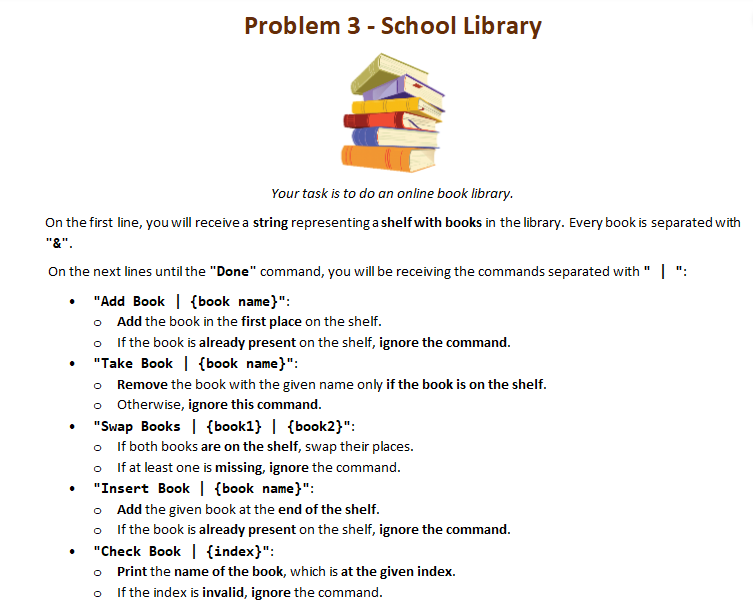 Problem 3 - School Library
Your task is to do an online book library.
On the first line, you will receive a string representing a shelf with books in the library. Every book is separated with
"&".
On the next lines until the "Done" command, you will be receiving the commands separated with " | ":
• "Add Book | {book name}":
o Add the book in the first place on the shelf.
o If the book is already present on the shelf, ignore the command.
• "Take Book | {book name}":
o Remove the book with the given name only if the book is on the shelf.
o Otherwise, ignore this command.
• "Swap Books | {book1} | {book2}":
o If both books are on the shelf, swap their places.
o If at least one is missing, ignore the command.
• "Insert Book | {book name}":
o Add the given book at the end of the shelf.
o If the book is already present on the shelf, ignore the command.
• "Check Book | {index}":
o Print the name of the book, which is at the given index.
o If the index is invalid, ignore the command.